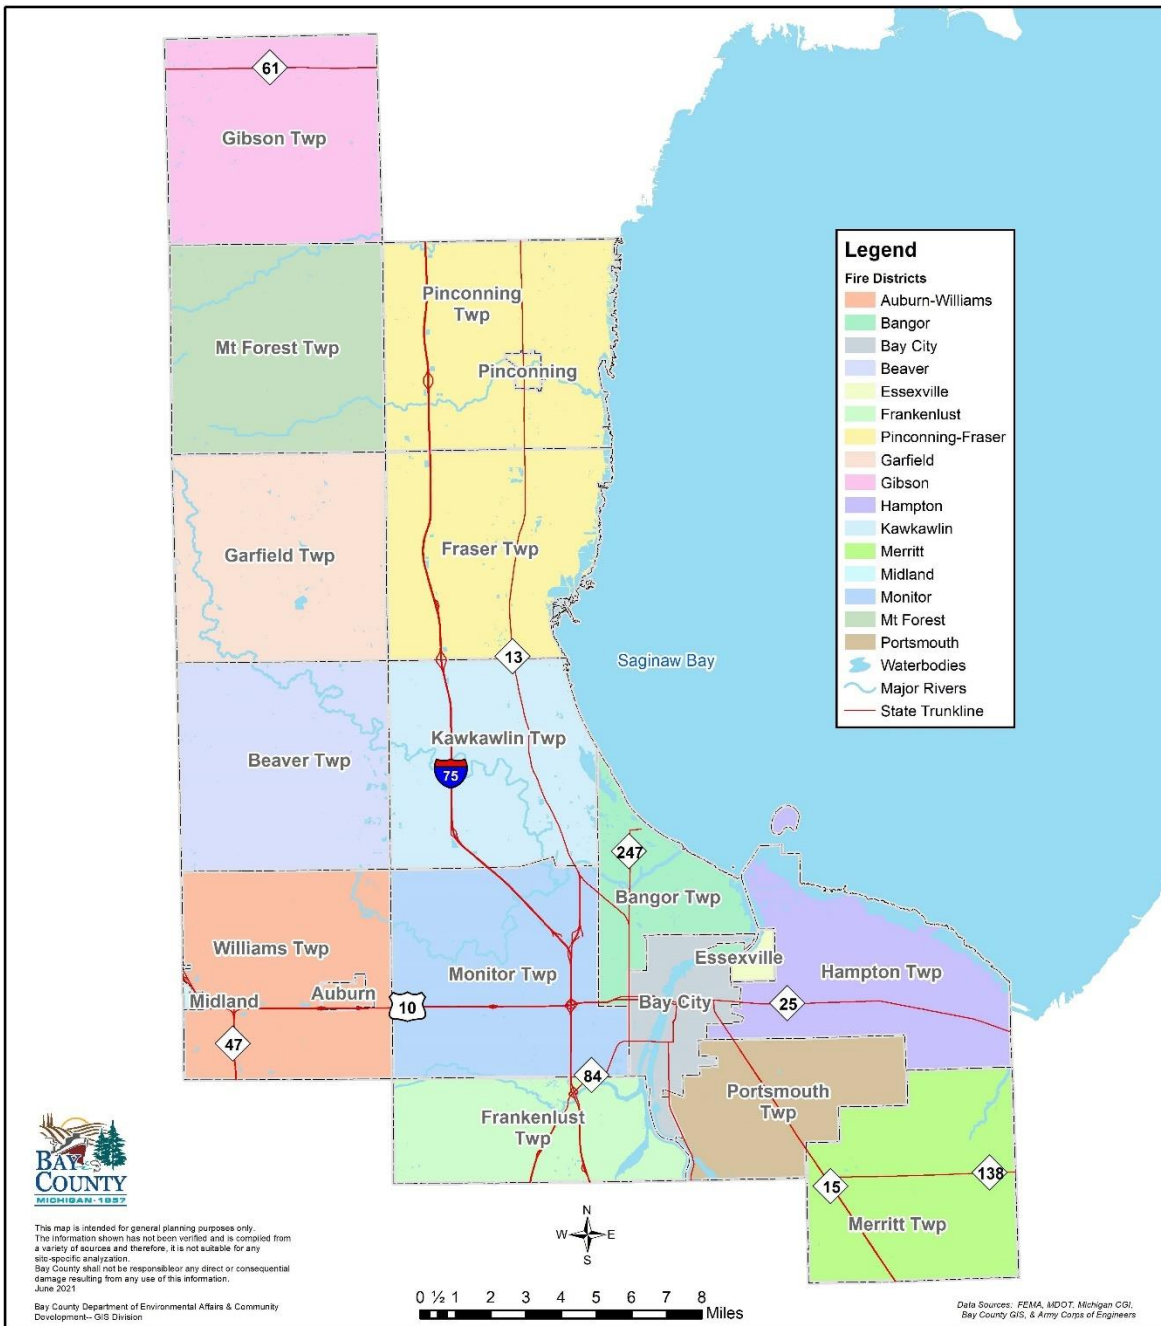 61
Gibson Twp
Pinconning
Twp
Mt Forest Twp
Pinconning
Garfield Twp
Fraser Twp
13
Saginaw Bay
Kawkawlin Twp
Beaver Twp
75
247
Bangor Twp
Williams Twp
Essexville
Monitor Twp
Hampton Twp
Midland
Auburn
10
Bay City
25
47
84
Portsmouth
Twp
Frankenlust
Twp
138
15
Merritt Twp
Legend
Fire Districts
Auburn-Williams
Bangor
Bay City
Beaver
Essexville
Frankenlust
Pinconning-Fraser
Garfield
Gibson
Hampton
Kawkawlin
Merritt
Midland
Monitor
Mt Forest
Portsmouth
Waterbodies
Major Rivers
State Trunkline
BAY
COUNTY
MICHIGAN-1857
This map is intended for general planning purposes only.
The information shown has not been verified and is compiled from
a variety of sources and therefore, it is not suitable for any
site-specific analyzation.
Bay County shall not be responsibleor any direct or consequential
damage resulting from any use of this information.
June 2021
Bay County Department of Environmental Affairs & Community
Development-- GIS Division
N
W E
S
0 ½ 1 2 3 4 5 6 7 8
Miles
Data Sources: FEMA, MDOT, Michigan CGI,
Bay County GIS, & Army Corps of Engineers